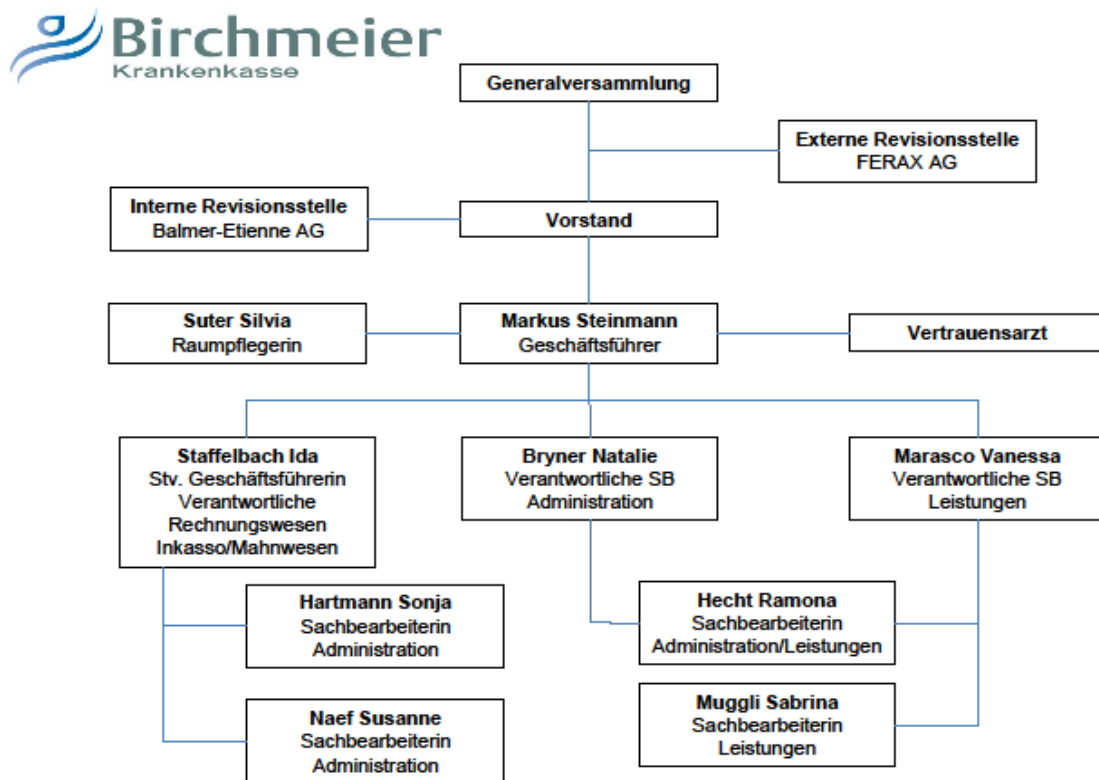 Birchmeier
Krankenkasse
Generalversammlung
Externe Revisionsstelle
FERAX AG
Interne Revisionsstelle
Balmer-Etienne AG
Vorstand
Suter Silvia
Raumpflegerin
Markus Steinmann
Geschäftsführer
Vertrauensarzt
Staffelbach Ida
Stv. Geschäftsführerin
Verantwortliche
Rechnungswesen
Inkasso/Mahnwesen
Bryner Natalie
Verantwortliche SB
Administration
Marasco Vanessa
Verantwortliche SB
Leistungen
Hartmann Sonja
Sachbearbeiterin
Administration
Hecht Ramona
Sachbearbeiterin
Administration/Leistungen
Naef Susanne
Sachbearbeiterin
Administration
Muggli Sabrina
Sachbearbeiterin
Leistungen